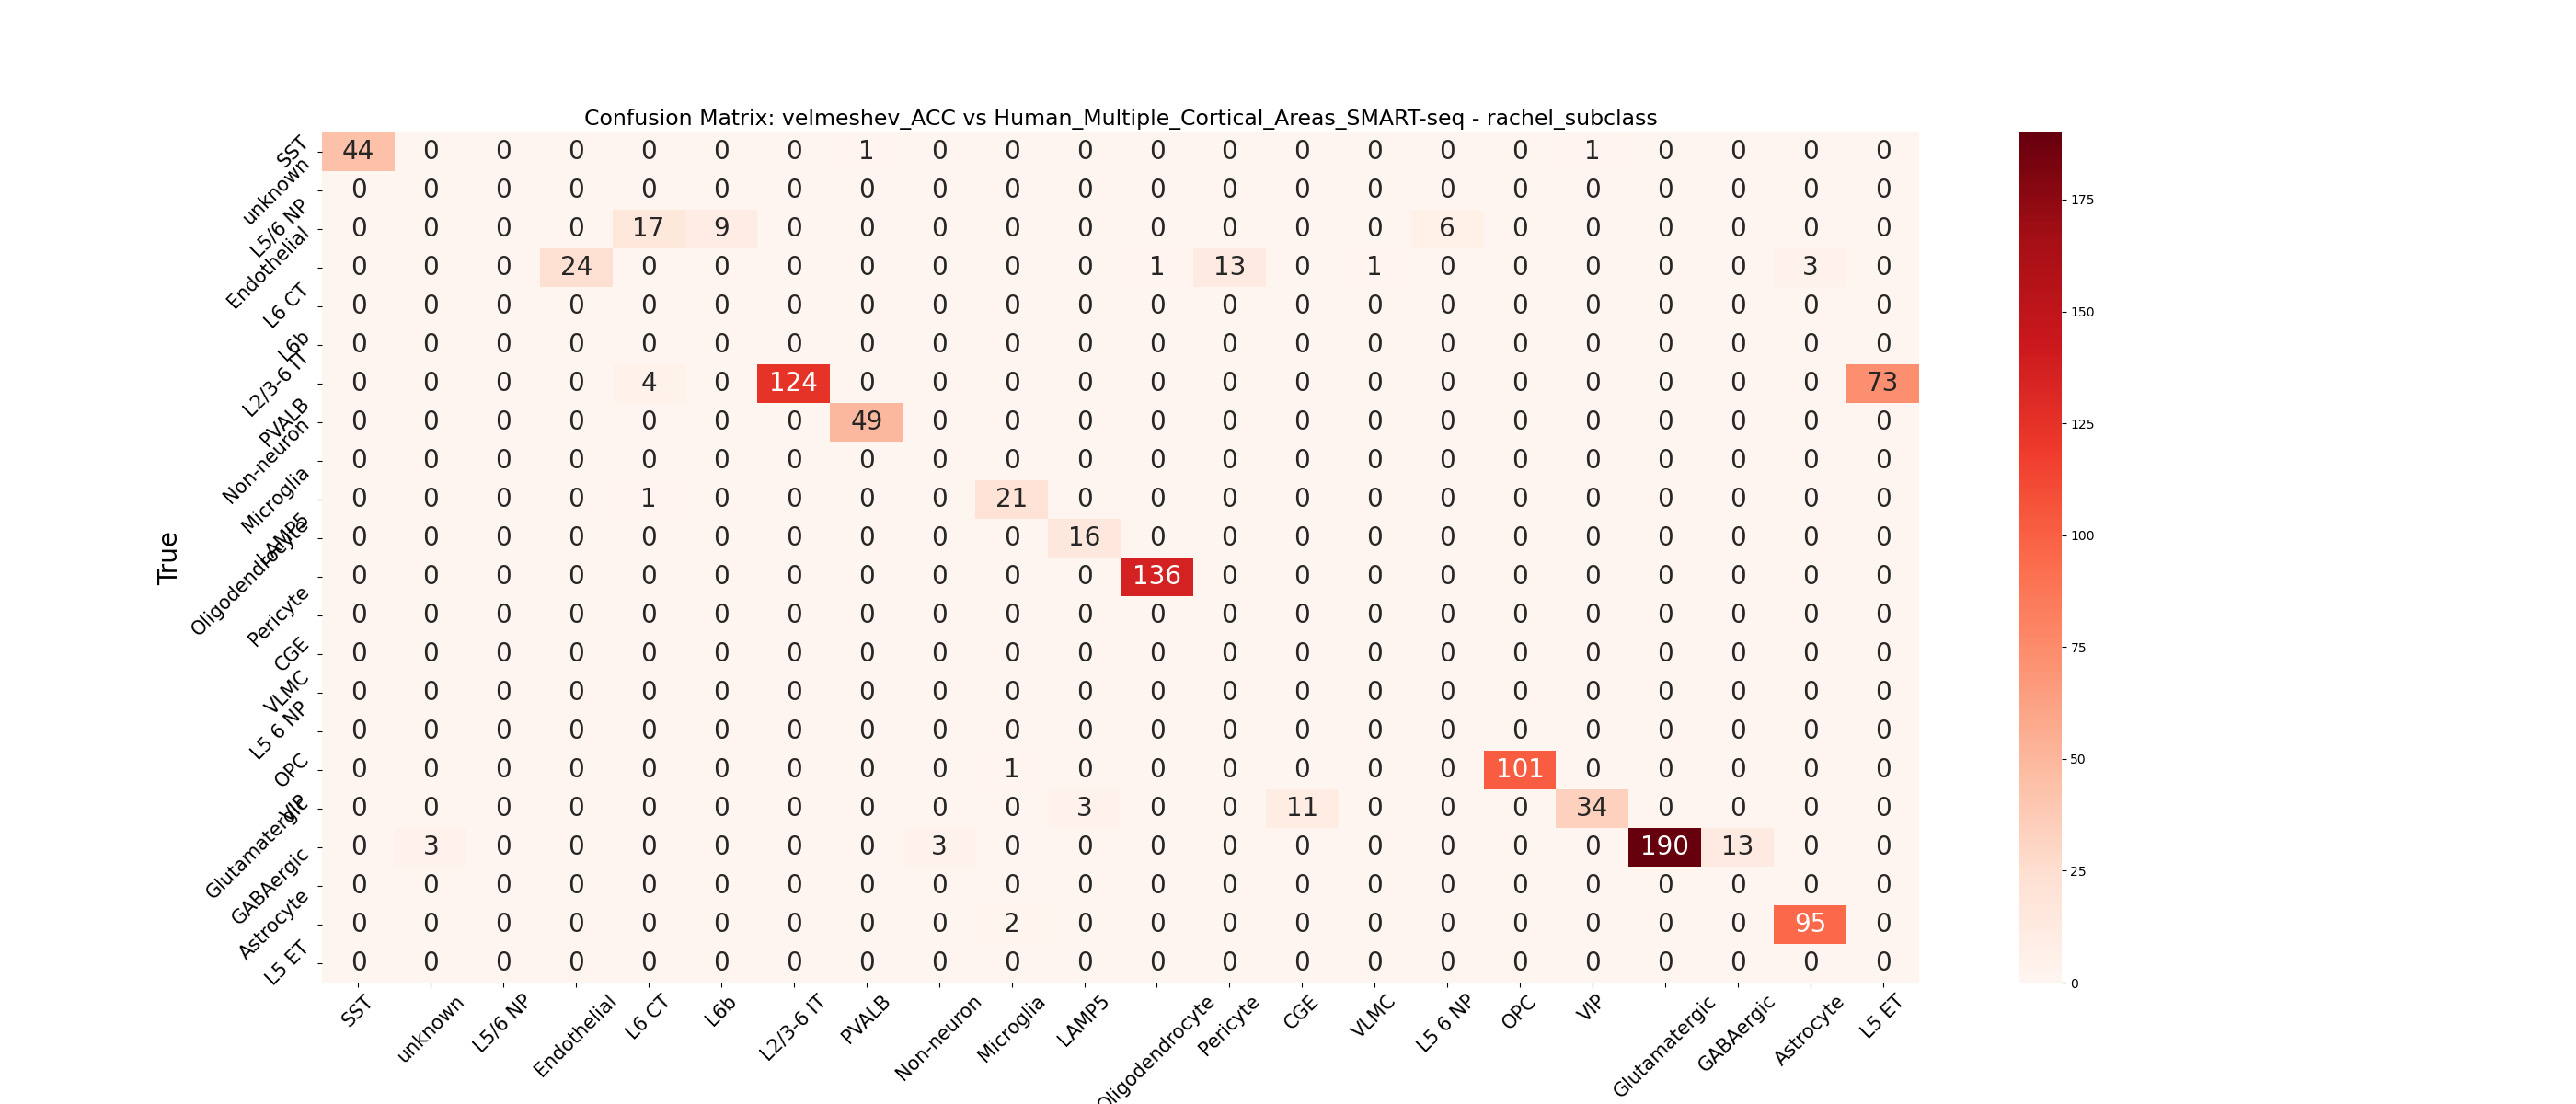 Confusion Matrix: velmeshev_ACC vs Human_Multiple_Cortical_Areas_SMART-seq - rachel_subclass
True
SST 44 0 0 0 0 0 0 1 0 0 0 0 0 0 0 0 0 1 0 0 0 0
unknown 0 0 0 0 0 0 0 0 0 0 0 0 0 0 0 0 0 0 0 0 0 0
L5/6 NP 0 0 0 0 17 9 0 0 0 0 0 0 0 0 0 6 0 0 0 0 0 0
Endothelial 0 0 0 24 0 0 0 0 0 0 0 1 13 0 1 0 0 0 0 0 3 0
L6 CT 0 0 0 0 0 0 0 0 0 0 0 0 0 0 0 0 0 0 0 0 0 0
L6b 0 0 0 0 0 0 0 0 0 0 0 0 0 0 0 0 0 0 0 0 0 0
L2/3-6 IT 0 0 0 0 4 0 124 0 0 0 0 0 0 0 0 0 0 0 0 0 0 73
PVALB 0 0 0 0 0 0 0 49 0 0 0 0 0 0 0 0 0 0 0 0 0 0
Non-neuron 0 0 0 0 0 0 0 0 0 0 0 0 0 0 0 0 0 0 0 0 0 0
Microglia 0 0 0 0 1 0 0 0 0 21 0 0 0 0 0 0 0 0 0 0 0 0
LAMP5 0 0 0 0 0 0 0 0 0 0 16 0 0 0 0 0 0 0 0 0 0 0
Oligodendrocyte 0 0 0 0 0 0 0 0 0 0 0 136 0 0 0 0 0 0 0 0 0 0
Pericyte 0 0 0 0 0 0 0 0 0 0 0 0 0 0 0 0 0 0 0 0 0 0
CGE 0 0 0 0 0 0 0 0 0 0 0 0 0 0 0 0 0 0 0 0 0 0
VLMC 0 0 0 0 0 0 0 0 0 0 0 0 0 0 0 0 0 0 0 0 0 0
L5 6 NP 0 0 0 0 0 0 0 0 0 0 0 0 0 0 0 0 0 0 0 0 0 0
OPC 0 0 0 0 0 0 0 0 0 1 0 0 0 0 0 0 101 0 0 0 0 0
VIP 0 0 0 0 0 0 0 0 0 0 3 0 0 11 0 0 0 34 0 0 0 0
Glutamatergic 0 3 0 0 0 0 0 0 3 0 0 0 0 0 0 0 0 0 190 13 0 0
GABAergic 0 0 0 0 0 0 0 0 0 0 0 0 0 0 0 0 0 0 0 0 0 0
Astrocyte 0 0 0 0 0 0 0 0 0 2 0 0 0 0 0 0 0 0 0 0 95 0
L5 ET 0 0 0 0 0 0 0 0 0 0 0 0 0 0 0 0 0 0 0 0 0 0
SST unknown L5/6 NP Endothelial L6 CT L6b L2/3-6 IT PVALB Non-neuron Microglia LAMP5 Oligodendrocyte Pericyte CGE VLMC L5 6 NP OPC VIP Glutamatergic GABAergic Astrocyte L5 ET
175
150
125
100
75
50
25
0